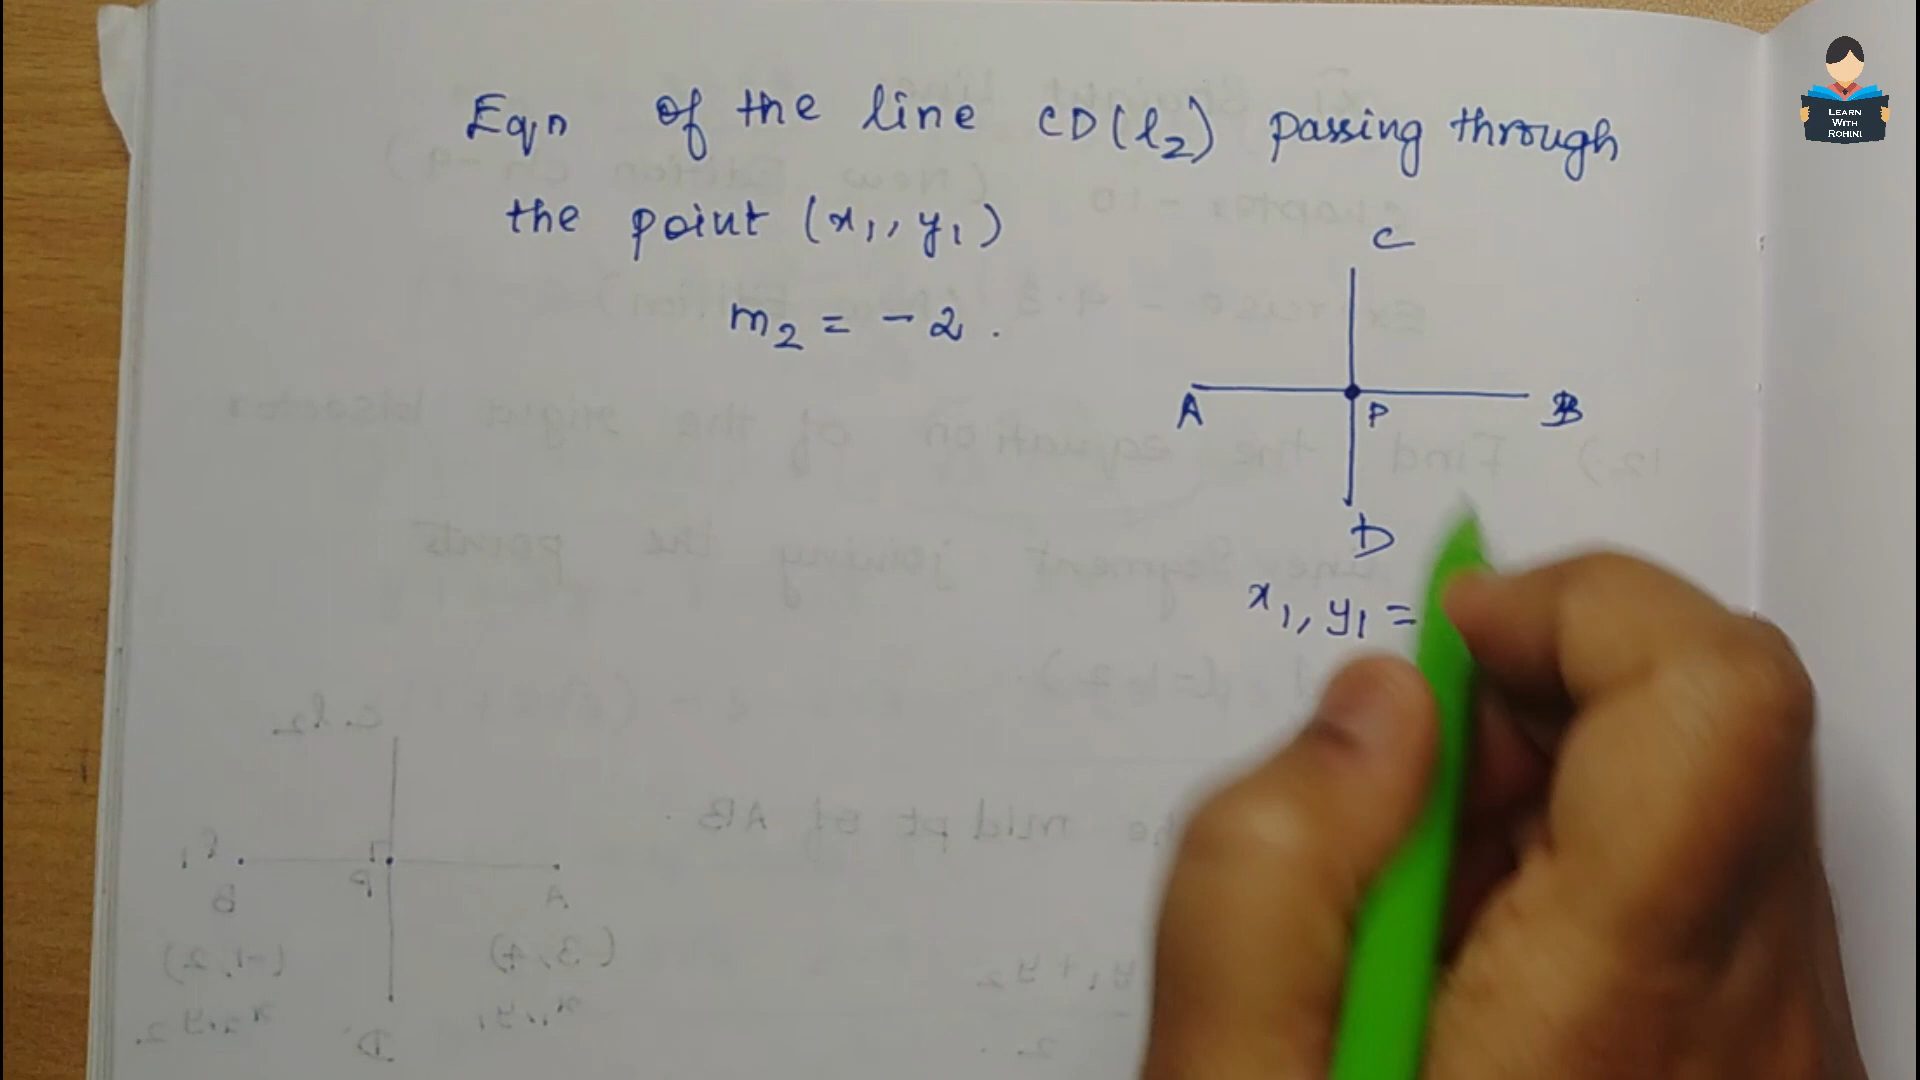 Eqn of the line CD(l2) passing through
the point (x1, y1)
m2 = -2.
C
A
P
B
D
x1, y1 =
LEARN
WITH
ROHINI